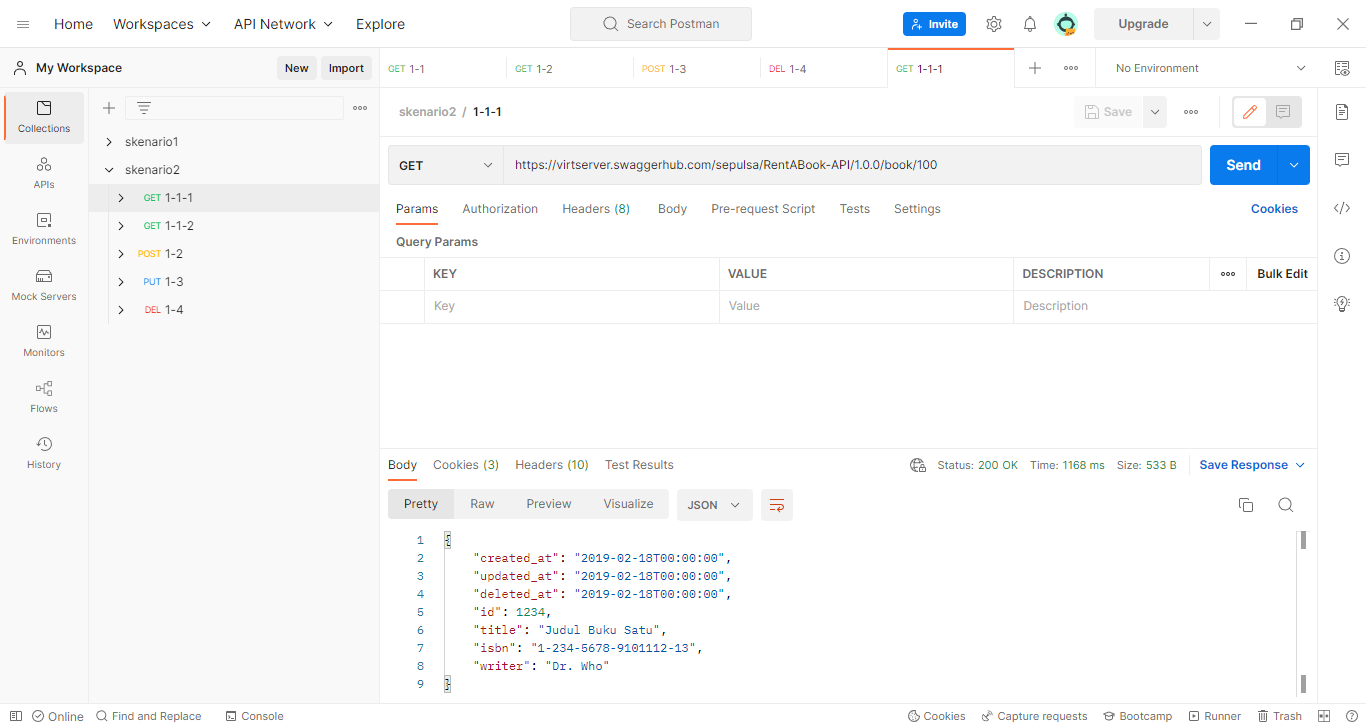 Home Workspaces API Network Explore Search Postman Invite Upgrade
My Workspace New Import GET 1-1 GET 1-2 POST 1-3 DEL 1-4 GET 1-1-1 No Environment
Collections
APIs
Environments
Mock Servers
Monitors
Flows
History
skenario1
skenario2
GET 1-1-1
GET 1-1-2
POST 1-2
PUT 1-3
DEL 1-4
skenario2 / 1-1-1 Save
GET https://virtserver.swaggerhub.com/sepulsa/RentABook-API/1.0.0/book/100 Send
Params Authorization Headers (8) Body Pre-request Script Tests Settings Cookies
Query Params
KEY VALUE DESCRIPTION Bulk Edit
Key Value Description
Body Cookies (3) Headers (10) Test Results Status: 200 OK Time: 1168 ms Size: 533 B Save Response
Pretty Raw Preview Visualize JSON
1 {
2 "created_at": "2019-02-18T00:00:00",
3 "updated_at": "2019-02-18T00:00:00",
4 "deleted_at": "2019-02-18T00:00:00",
5 "id": 1234,
6 "title": "Judul Buku Satu",
7 "isbn": "1-234-5678-9101112-13",
8 "writer": "Dr. Who"
9 }
Online Find and Replace Console Cookies Capture requests Bootcamp Runner Trash